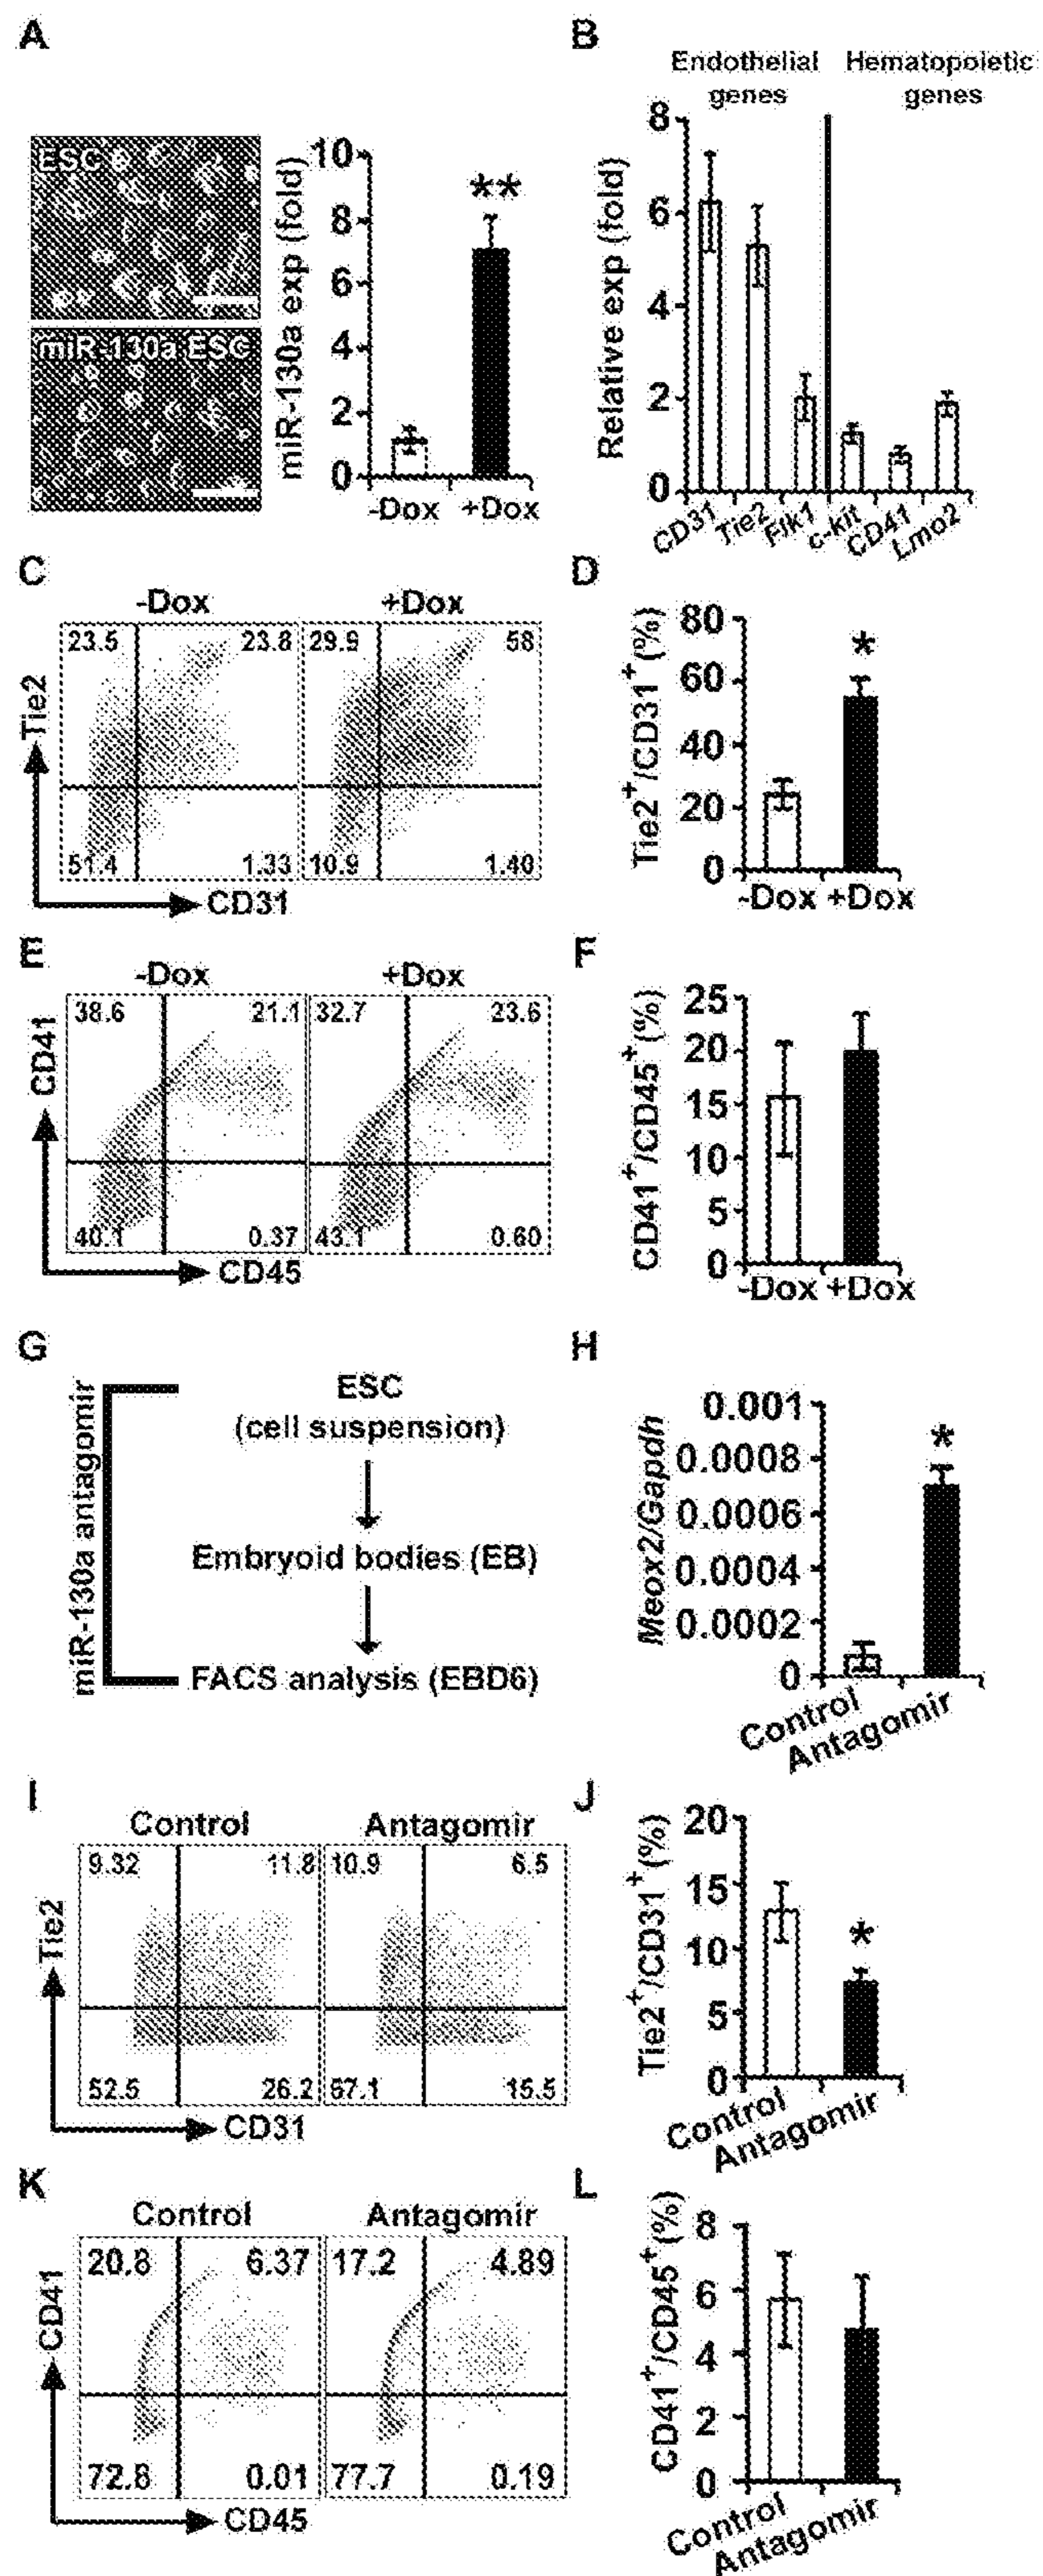 A
ESC
miR-130a ESC
miR-130a exp (fold)
10
8
6
4
2
0
**
-Dox +Dox
B
Endothelial genes
Hematopoietic genes
Relative exp (fold)
8
6
4
2
0
CD31 Tie2 Flk1 c-kit CD41 Lmo2
C
-Dox +Dox
23.5 23.8 29.9 58
51.4 1.33 10.9 1.40
Tie2
CD31
D
Tie2+/CD31+ (%)
80
60
40
20
0
*
-Dox +Dox
E
-Dox +Dox
38.6 21.1 32.7 23.6
40.1 0.37 43.1 0.60
CD41
CD45
F
CD41+/CD45+ (%)
25
20
15
10
5
0
-Dox +Dox
G
miR-130a antagomir
ESC
(cell suspension)
Embryoid bodies (EB)
FACS analysis (EBD6)
H
Meox2/Gapdh
0.001
0.0008
0.0006
0.0004
0.0002
0
*
Control
Antagomir
I
Control Antagomir
9.32 11.8 10.9 6.5
52.5 26.2 67.1 15.5
Tie2
CD31
J
Tie2+/CD31+ (%)
20
15
10
5
0
*
Control
Antagomir
K
Control Antagomir
20.8 6.37 17.2 4.89
72.8 0.01 77.7 0.19
CD41
CD45
L
CD41+/CD45+ (%)
8
6
4
2
0
Control
Antagomir